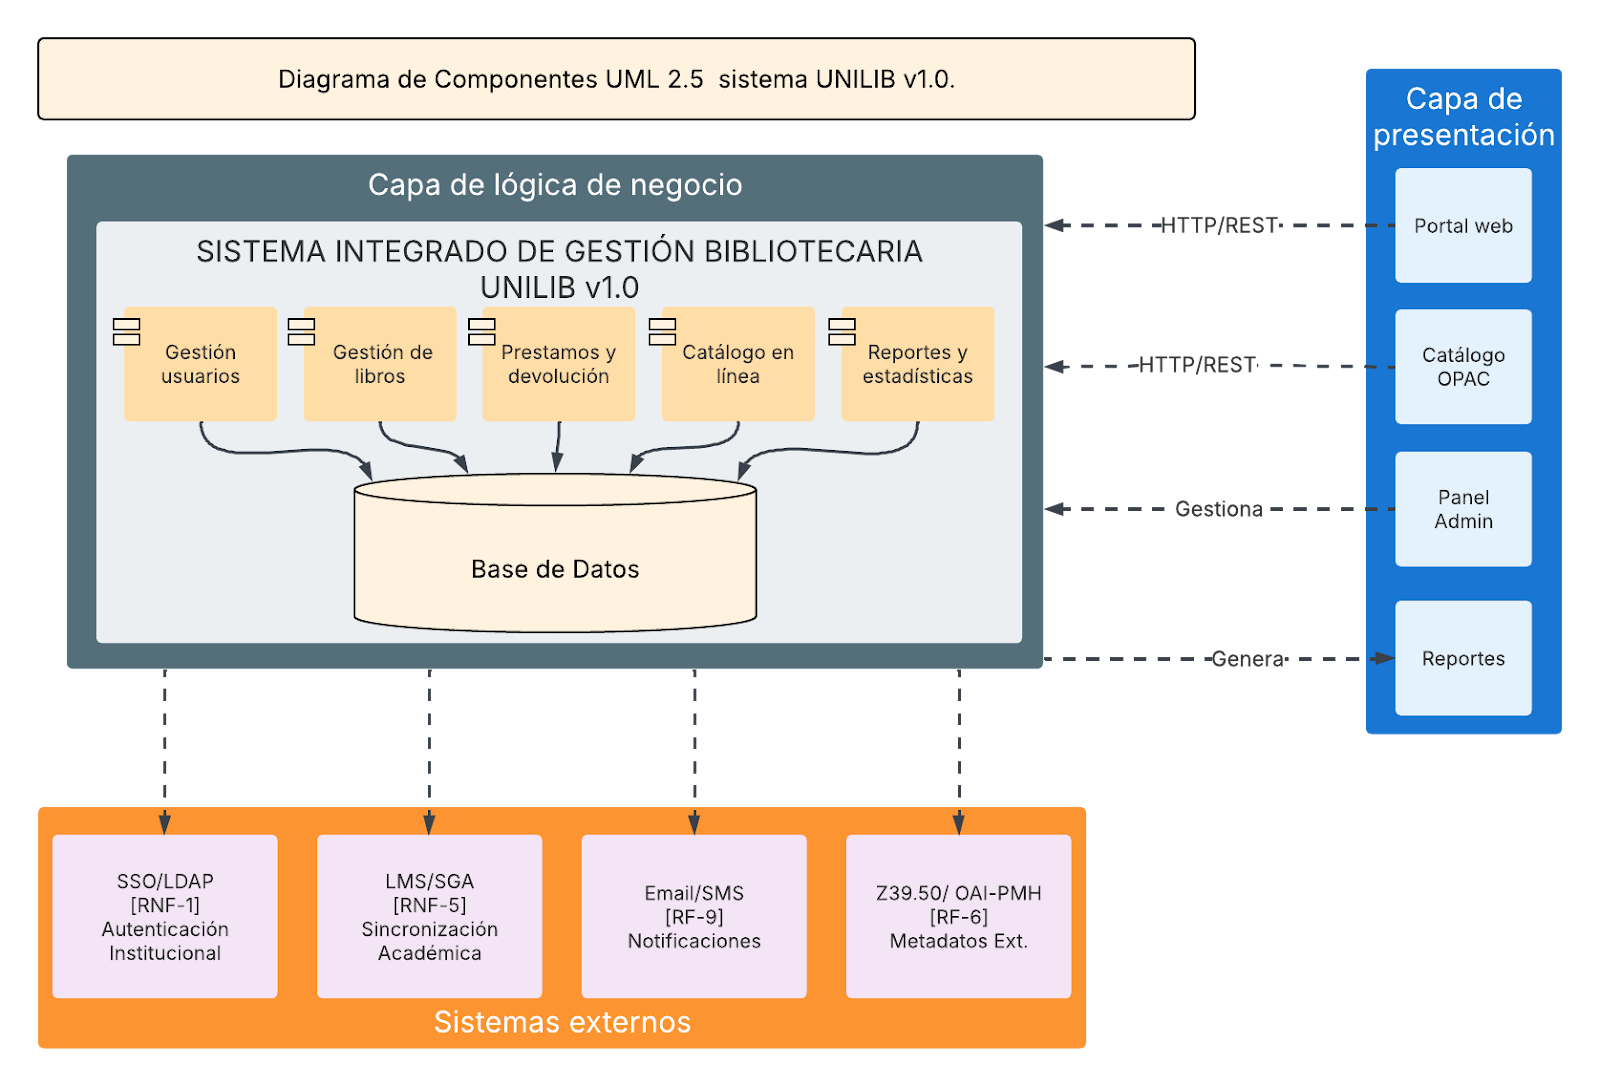 Diagrama de Componentes UML 2.5  sistema UNILIB v1.0.
Capa de
presentación
Capa de lógica de negocio
SISTEMA INTEGRADO DE GESTIÓN BIBLIOTECARIA
UNILIB v1.0
Gestión
usuarios
Gestión de
libros
Prestamos y
devolución
Catálogo en
línea
Reportes y
estadísticas
Base de Datos
HTTP/REST
Portal web
HTTP/REST
Catálogo
OPAC
Gestiona
Panel
Admin
Genera
Reportes
SSO/LDAP
[RNF-1]
Autenticación
Institucional
LMS/SGA
[RNF-5]
Sincronización
Académica
Email/SMS
[RF-9]
Notificaciones
Z39.50/ OAI-PMH
[RF-6]
Metadatos Ext.
Sistemas externos